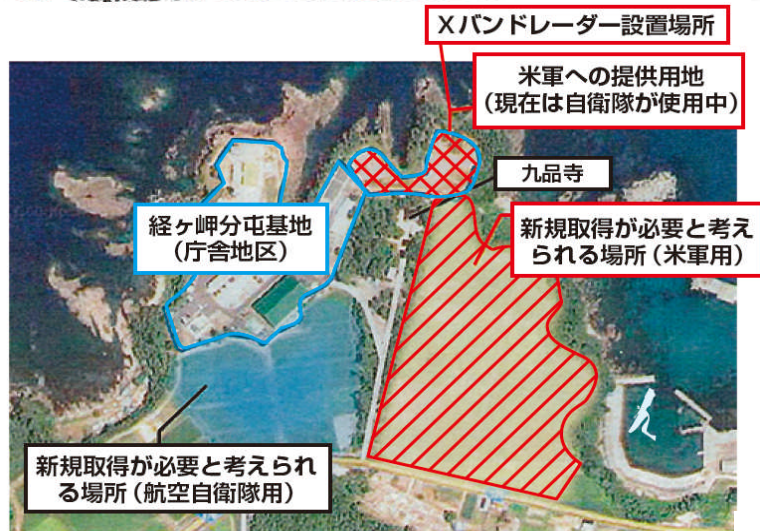 Xバンドレーダー設置場所
米軍への提供用地
(現在は自衛隊が使用中)
九品寺
経ヶ岬分屯基地
(庁舎地区)
新規取得が必要と考え
られる場所(米軍用)
新規取得が必要と考えられ
る場所(航空自衛隊用)